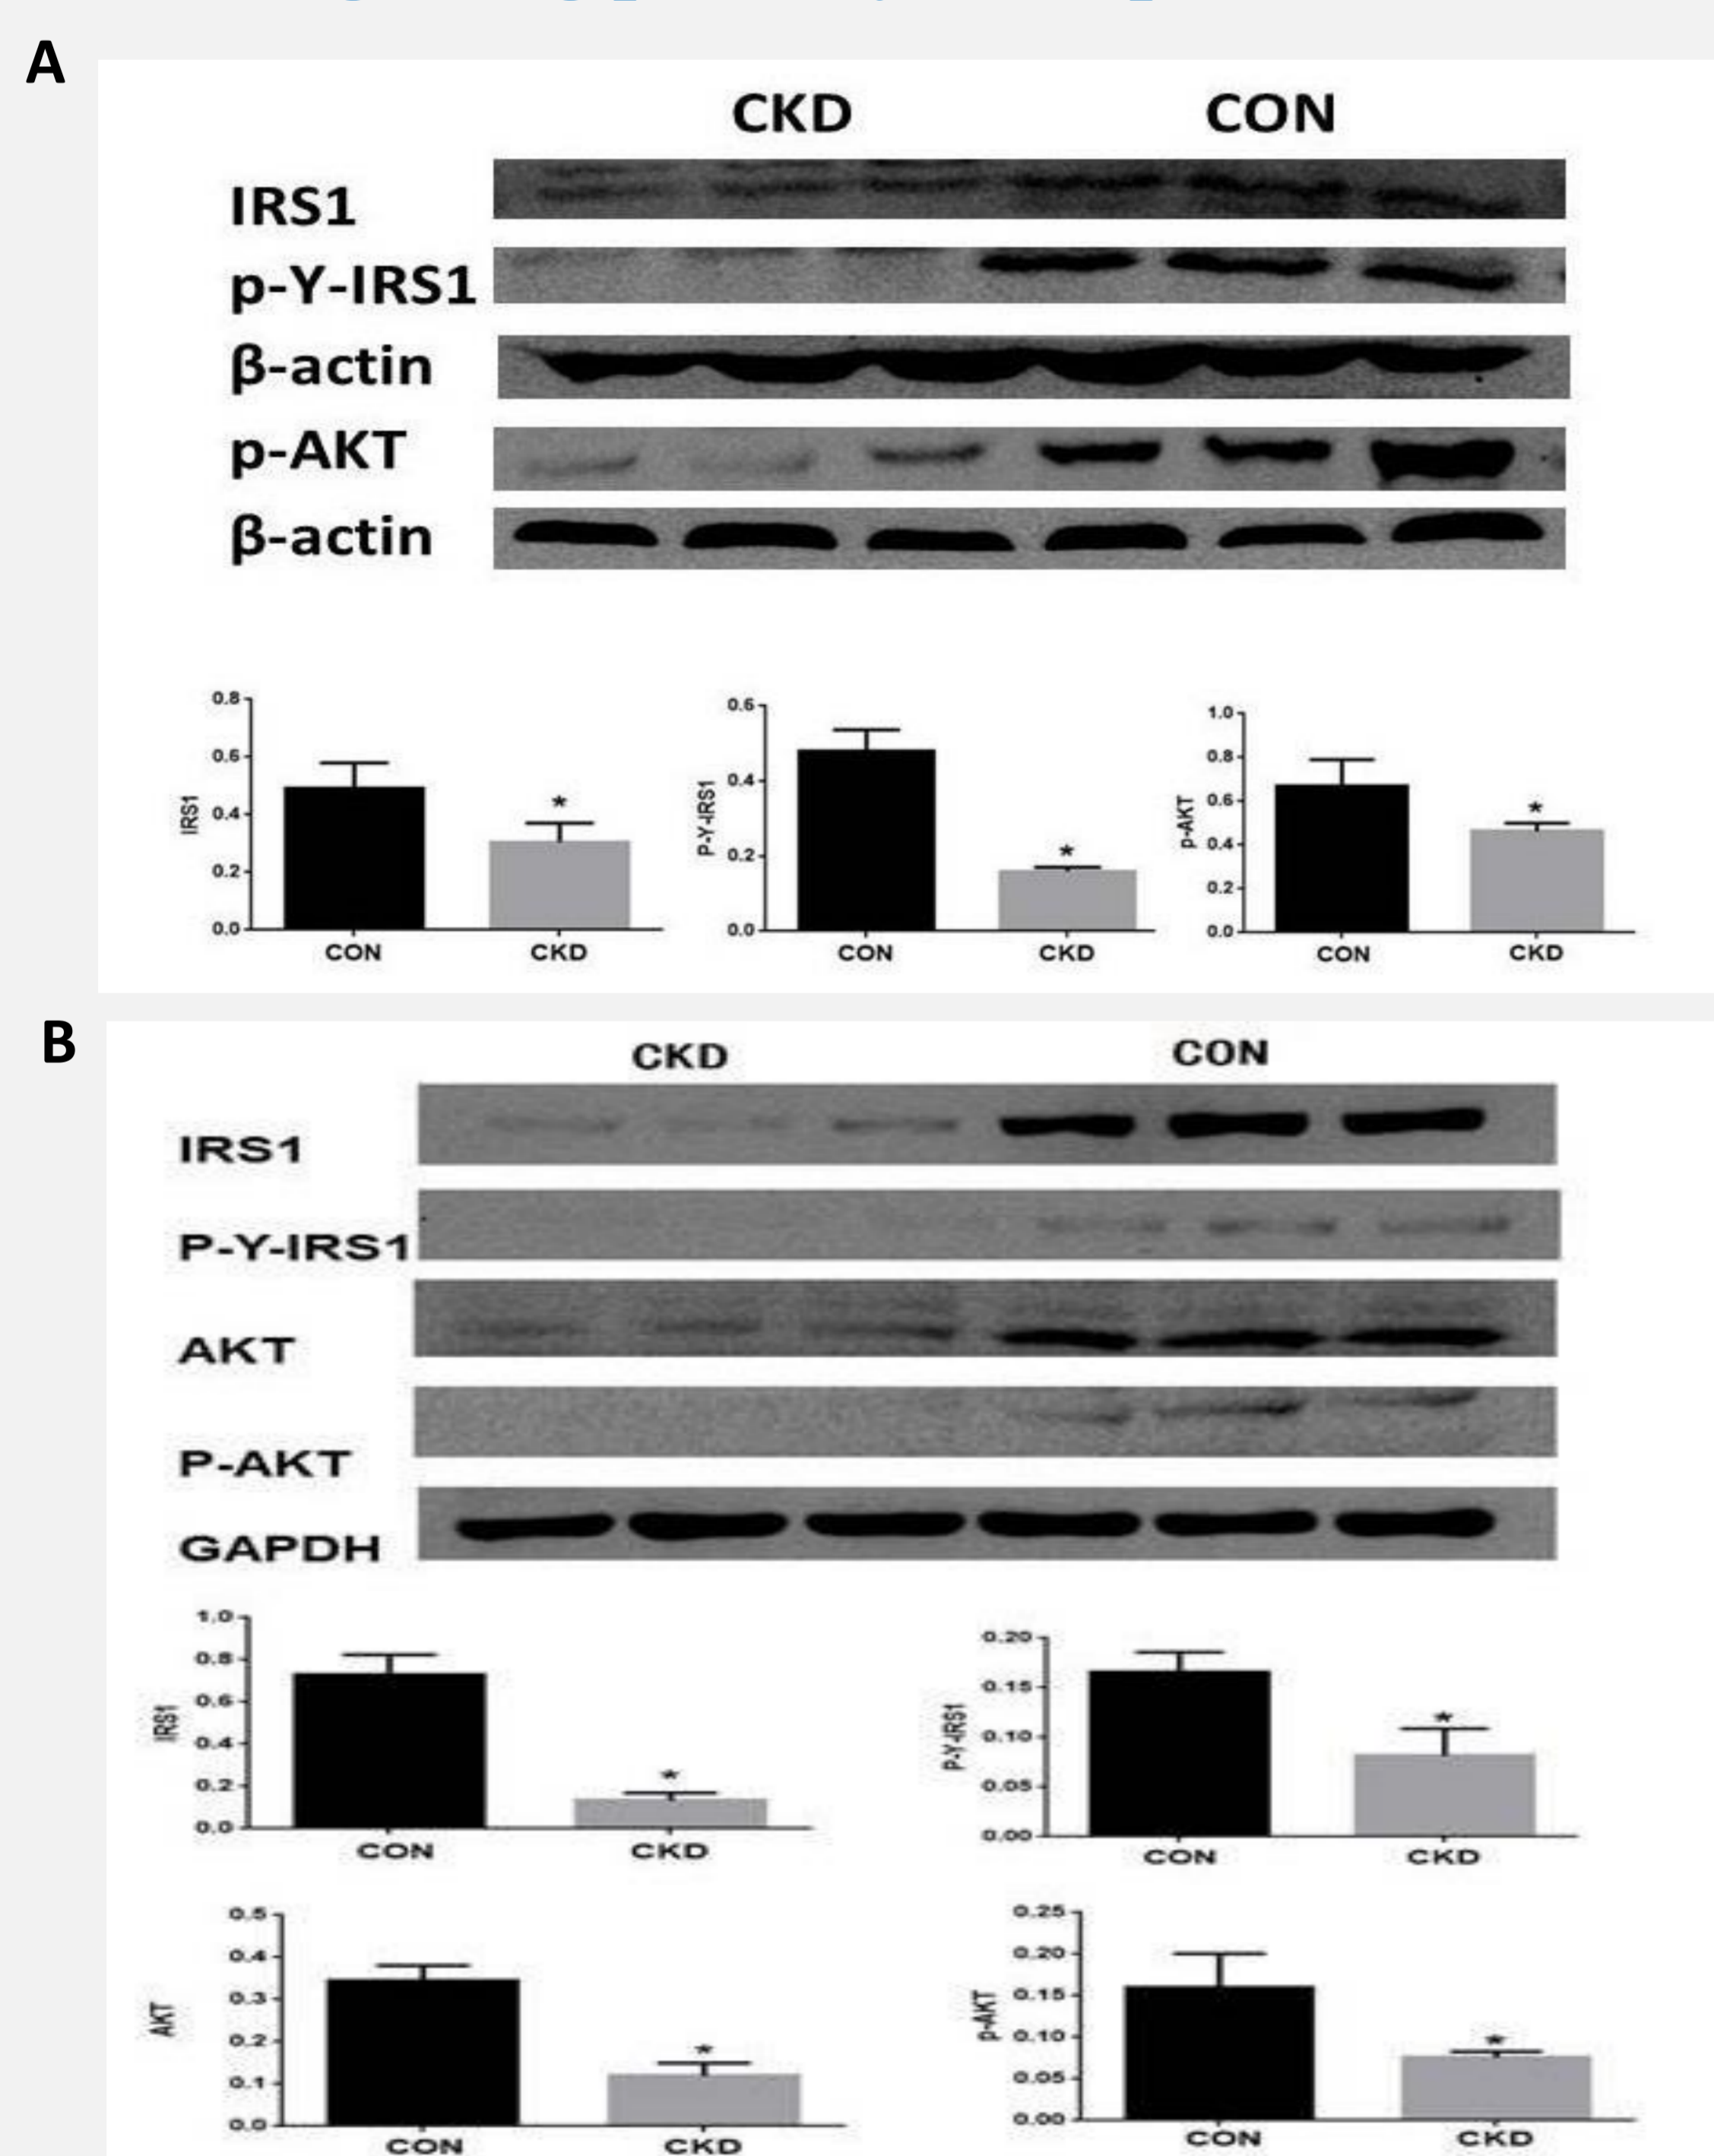 A
CKD CON
IRS1
p-Y-IRS1
β-actin
p-AKT
β-actin
0.8
0.6
0.4
0.2
0.0
IRS1
*
CON CKD
0.6
0.4
0.2
0.0
P-Y-IRS1
*
CON CKD
1.0
0.8
0.6
0.4
0.2
0.0
p-AKT
*
CON CKD
B
CKD CON
IRS1
P-Y-IRS1
AKT
P-AKT
GAPDH
1.0
0.8
0.6
0.4
0.2
0.0
IRS1
*
CON CKD
0.20
0.15
0.10
0.05
0.00
P-Y-IRS1
*
CON CKD
0.5
0.4
0.3
0.2
0.1
0.0
AKT
*
CON CKD
0.25
0.20
0.15
0.10
0.05
0.00
p-AKT
*
CON CKD